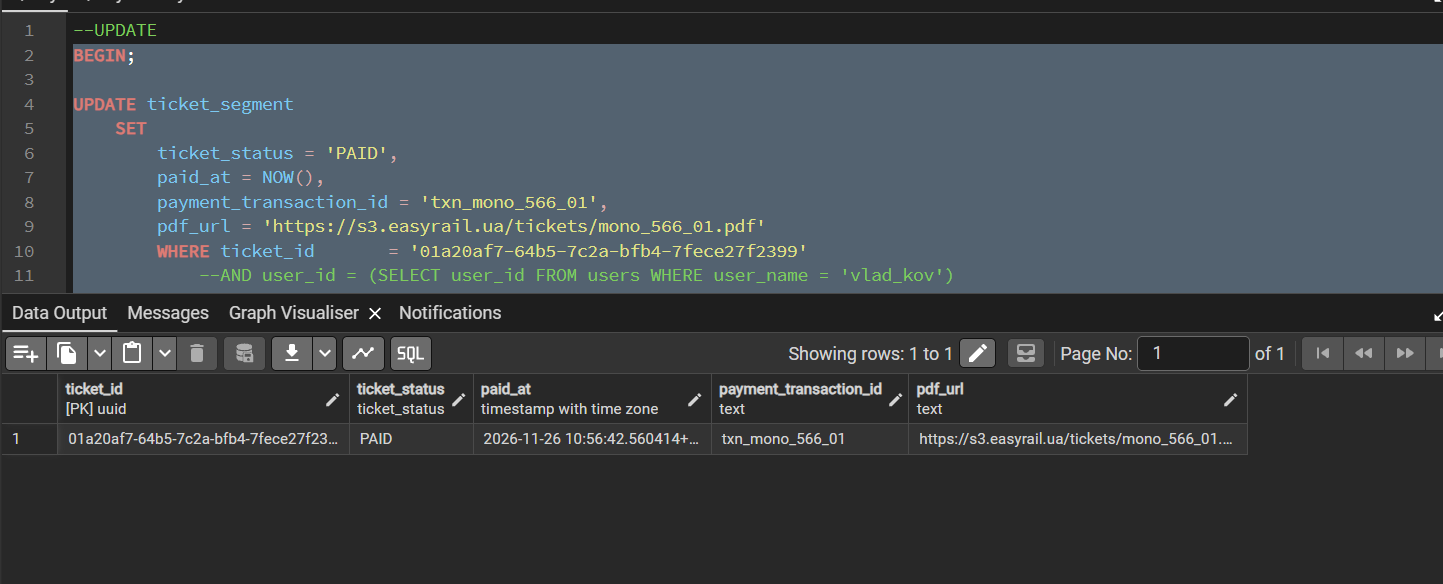 1 --UPDATE
2 BEGIN;
3
4 UPDATE ticket_segment
5 SET
6 ticket_status = 'PAID',
7 paid_at = NOW(),
8 payment_transaction_id = 'txn_mono_566_01',
9 pdf_url = 'https://s3.easyrail.ua/tickets/mono_566_01.pdf'
10 WHERE ticket_id = '01a20af7-64b5-7c2a-bfb4-7fece27f2399'
11 --AND user_id = (SELECT user_id FROM users WHERE user_name = 'vlad_kov')
Data Output Messages Graph Visualiser × Notifications
SQL Showing rows: 1 to 1 Page No: 1 of 1
ticket_id ticket_status paid_at payment_transaction_id pdf_url
[PK] uuid ticket_status timestamp with time zone text text
1 01a20af7-64b5-7c2a-bfb4-7fece27f23... PAID 2026-11-26 10:56:42.560414+... txn_mono_566_01 https://s3.easyrail.ua/tickets/mono_566_01....